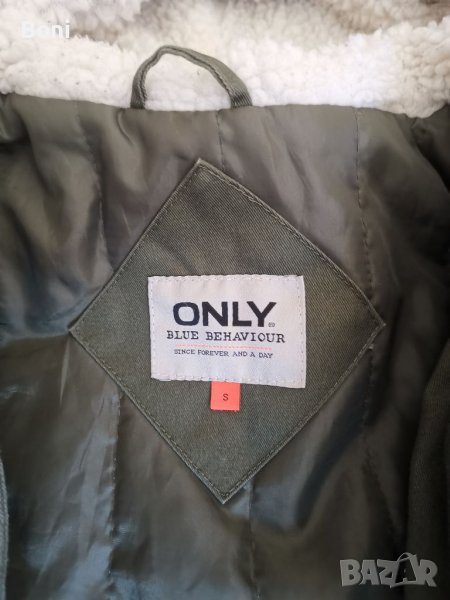 Boni
ONLY
BLUE BEHAVIOUR
SINCE FOREVER AND A DAY
S
BAZAR